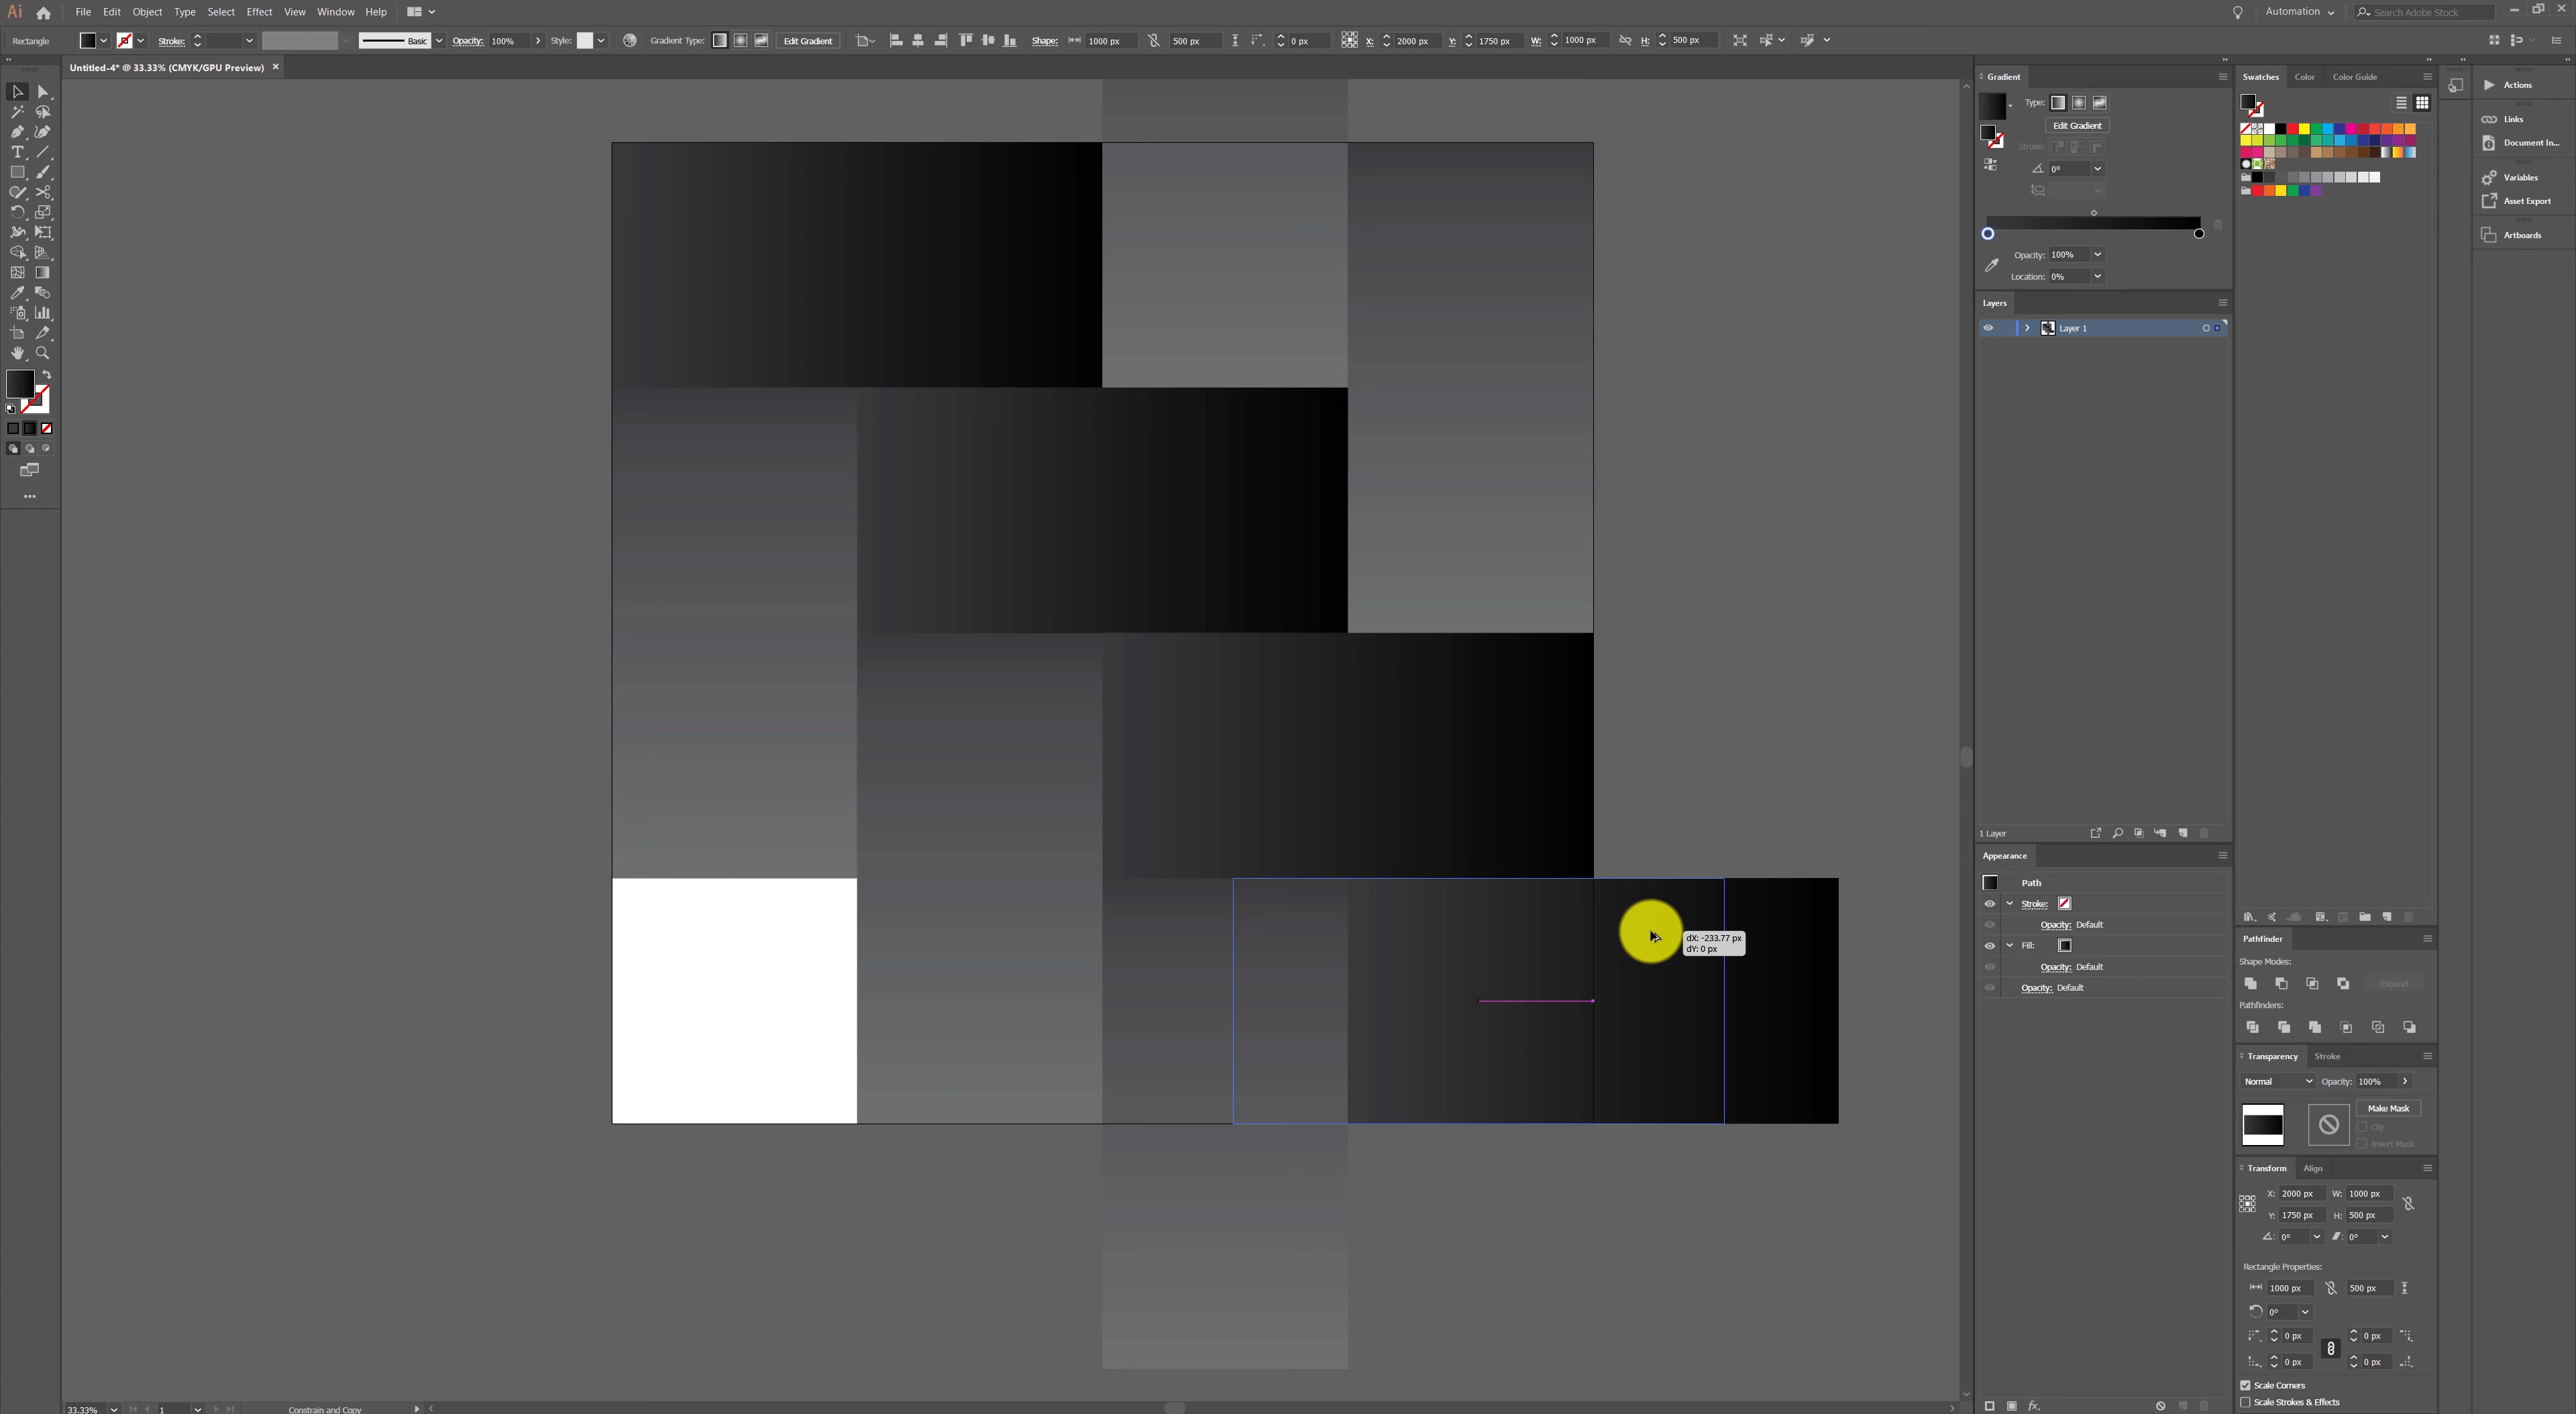 Ai File Edit Object Type Select Effect View Window Help Automation Search Adobe Stock
Rectangle Stroke: Basic Opacity: 100% Style: Gradient Type: Edit Gradient Shape: 1000 px 500 px 0 px X: 2000 px Y: 1750 px W: 1000 px H: 500 px
Untitled-4* @ 33.33% (CMYK/GPU Preview)
Gradient
Type:
Edit Gradient
Stroke:
0°
Opacity: 100%
Location: 0%
Layers
Layer 1
1 Layer
Appearance
Path
Stroke:
Opacity: Default
Fill:
Opacity: Default
Opacity: Default
fx.
Swatches Color Color Guide
Pathfinder
Shape Modes:
Expand
Pathfinders:
Transparency Stroke
Normal Opacity: 100%
Make Mask
Clip
Invert Mask
Transform Align
X: 2000 px W: 1000 px
Y: 1750 px H: 500 px
0° 0°
Rectangle Properties:
1000 px 500 px
0°
0 px 0 px
0 px 0 px
Scale Corners
Scale Strokes & Effects
Actions
Links
Document In...
Variables
Asset Export
Artboards
dX: -233.77 px
dY: 0 px
33.33% 1 Constrain and Copy